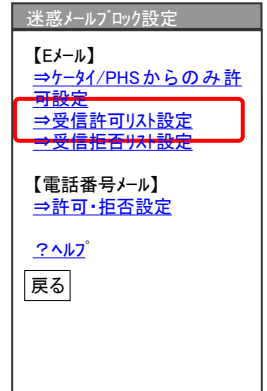 迷惑メールブロック設定
【Eメール】
⇒ケータイ/PHSからのみ許
可設定
⇒受信許可リスト設定
⇒受信拒否リスト設定
【電話番号メール】
⇒許可・拒否設定
？ヘルプ
戻る